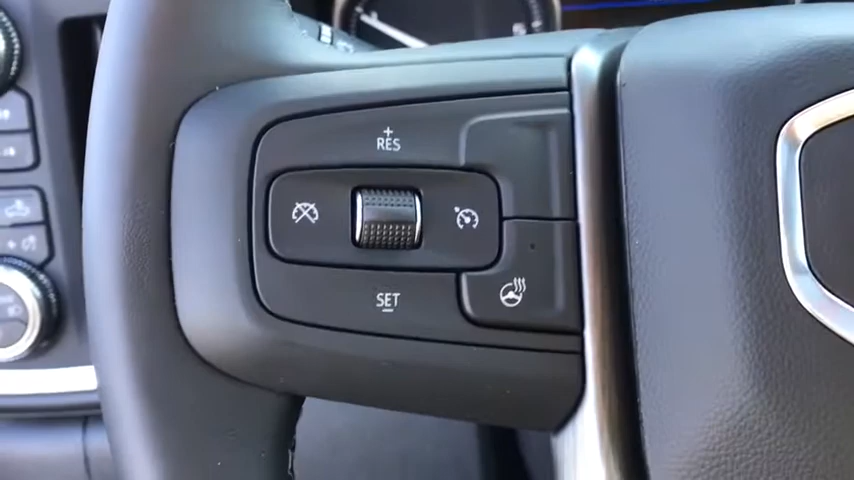 +
RES
SET
–